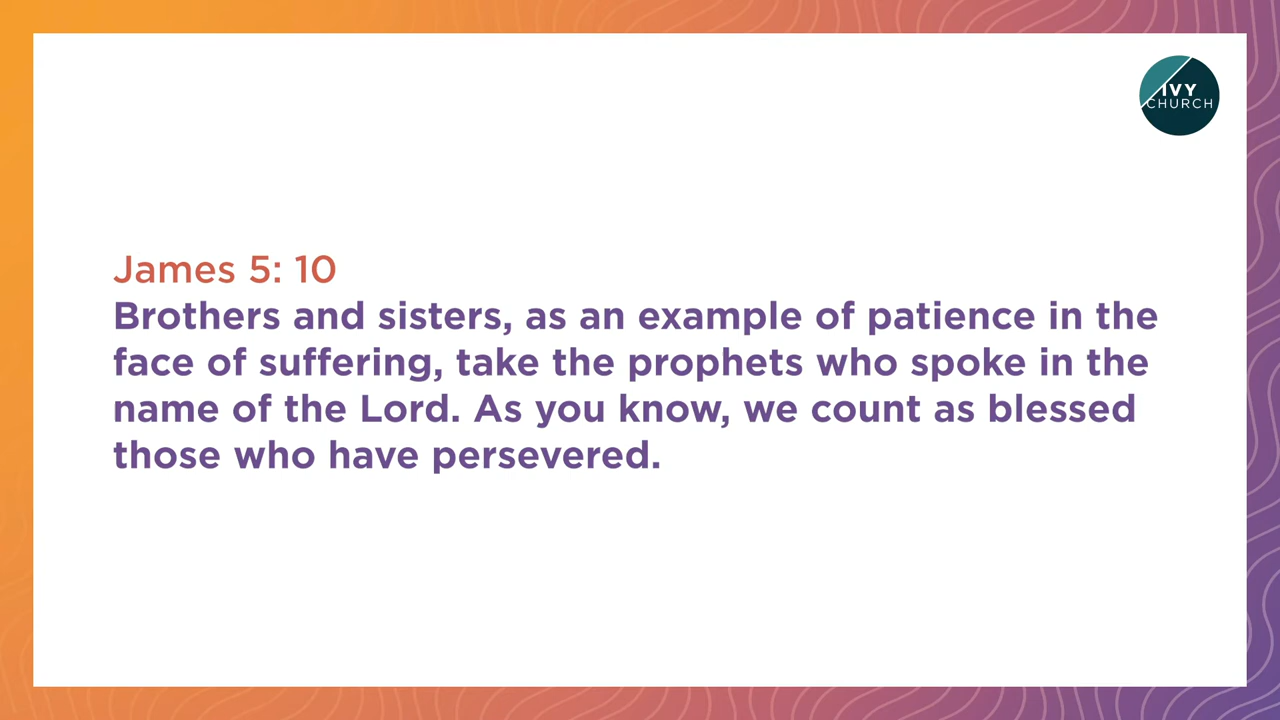 IVY
CHURCH
James 5: 10
Brothers and sisters, as an example of patience in the
face of suffering, take the prophets who spoke in the
name of the Lord. As you know, we count as blessed
those who have persevered.